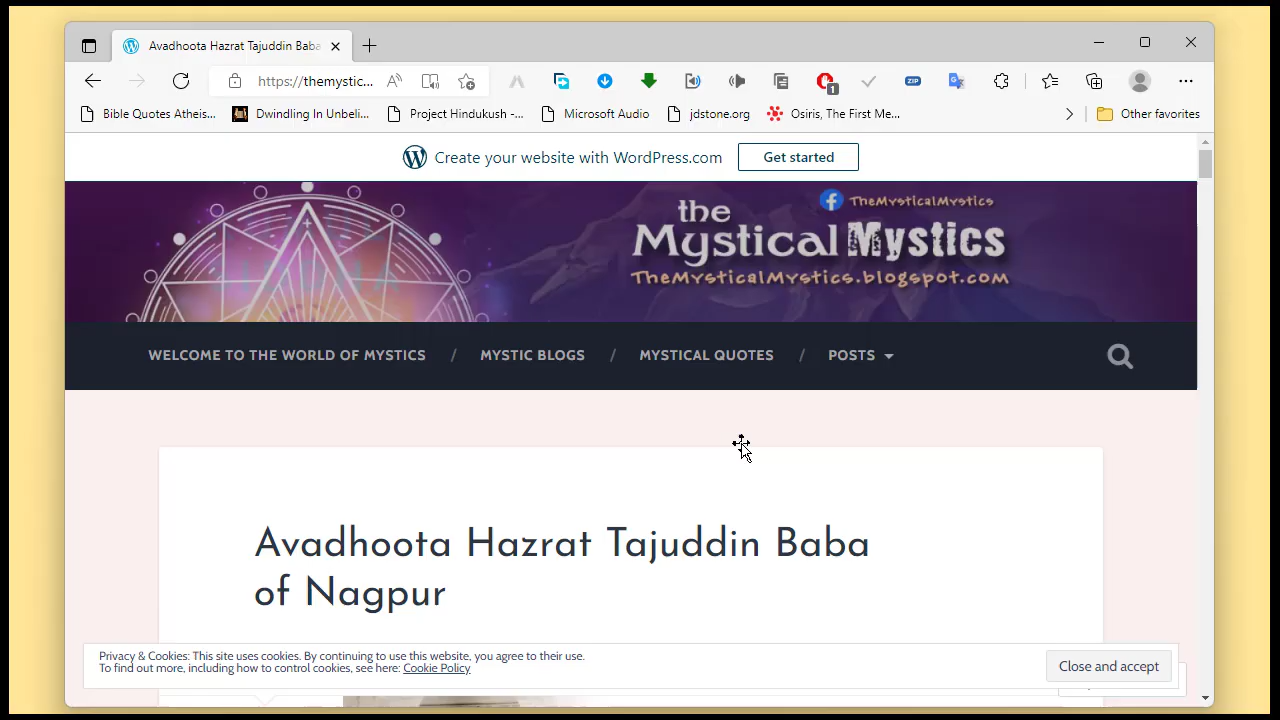 Avadhoota Hazrat Tajuddin Baba
https://themystic...
1
ZIP
Bible Quotes Atheis...
Dwindling In Unbeli...
Project Hindukush -...
Microsoft Audio
jdstone.org
Osiris, The First Me...
Other favorites
Create your website with WordPress.com
Get started
TheMysticalMystics
the
Mystical Mystics
TheMysticalMystics.blogspot.com
WELCOME TO THE WORLD OF MYSTICS / MYSTIC BLOGS / MYSTICAL QUOTES / POSTS
Avadhoota Hazrat Tajuddin Baba
of Nagpur
Privacy & Cookies: This site uses cookies. By continuing to use this website, you agree to their use.
To find out more, including how to control cookies, see here: Cookie Policy
Close and accept